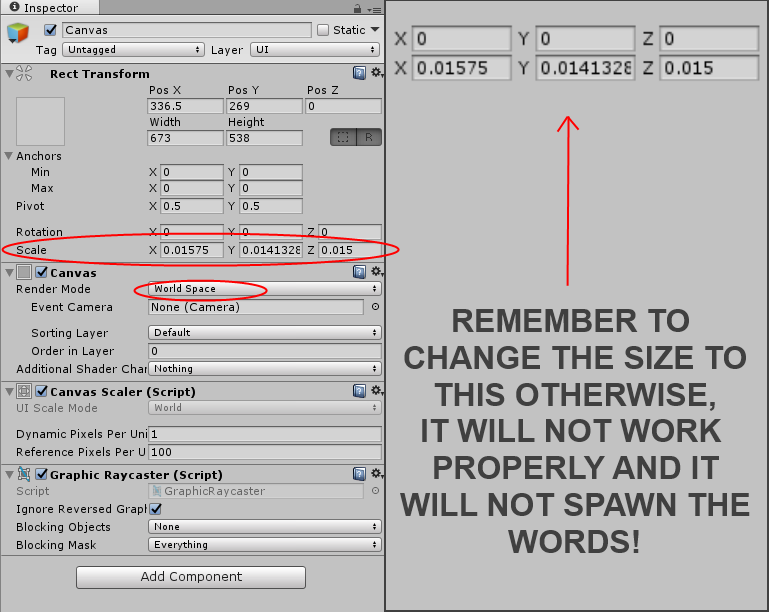 Inspector
Canvas Static
Tag Untagged Layer UI
Rect Transform
Pos X Pos Y Pos Z
336.5 269 0
Width Height
673 538 R
Anchors
Min X 0 Y 0
Max X 0 Y 0
Pivot X 0.5 Y 0.5
Rotation X 0 Y 0 Z 0
Scale X 0.01575 Y 0.0141328 Z 0.015
Canvas
Render Mode World Space
Event Camera None (Camera)
Sorting Layer Default
Order in Layer 0
Additional Shader Char Nothing
Canvas Scaler (Script)
UI Scale Mode World
Dynamic Pixels Per Uni 1
Reference Pixels Per U 100
Graphic Raycaster (Script)
Script GraphicRaycaster
Ignore Reversed Graph
Blocking Objects None
Blocking Mask Everything
Add Component
X 0 Y 0 Z 0
X 0.01575 Y 0.0141328 Z 0.015
REMEMBER TO
CHANGE THE SIZE TO
THIS OTHERWISE,
IT WILL NOT WORK
PROPERLY AND IT
WILL NOT SPAWN THE
WORDS!